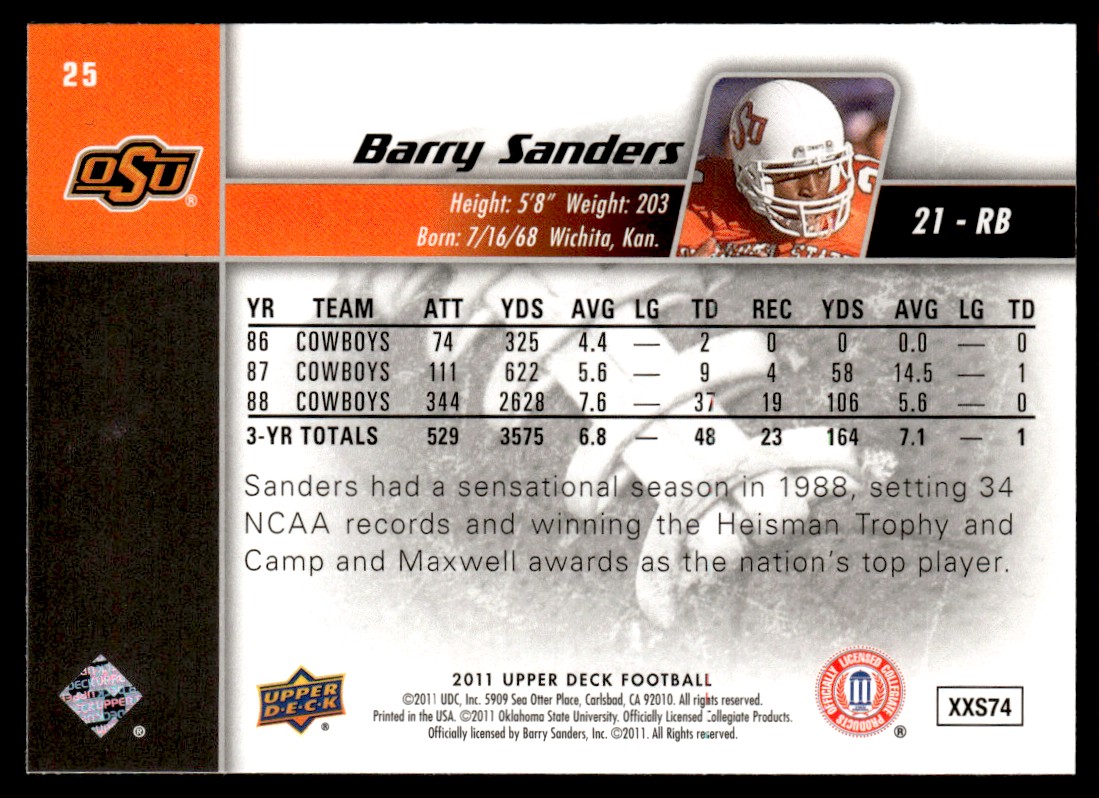 25
OSU®
Barry Sanders
Height: 5'8" Weight: 203
Born: 7/16/68 Wichita, Kan.
21 - RB
YR TEAM ATT YDS AVG LG TD REC YDS AVG LG TD
86 COWBOYS 74 325 4.4 — 2 0 0 0.0 — 0
87 COWBOYS 111 622 5.6 — 9 4 58 14.5 — 1
88 COWBOYS 344 2628 7.6 — 37 19 106 5.6 — 0
3-YR TOTALS 529 3575 6.8 — 48 23 164 7.1 — 1
Sanders had a sensational season in 1988, setting 34
NCAA records and winning the Heisman Trophy and
Camp and Maxwell awards as the nation's top player.
UPPER
D·E·C·K
®
2011 UPPER DECK FOOTBALL
©2011 UDC, Inc. 5909 Sea Otter Place, Carlsbad, CA 92010. All rights reserved.
Printed in the USA. ©2011 Oklahoma State University. Officially Licensed Collegiate Products.
Officially licensed by Barry Sanders, Inc. ©2011. All Rights reserved.
OFFICIALLY LICENSED COLLEGIATE PRODUCTS
®
XXS74
®